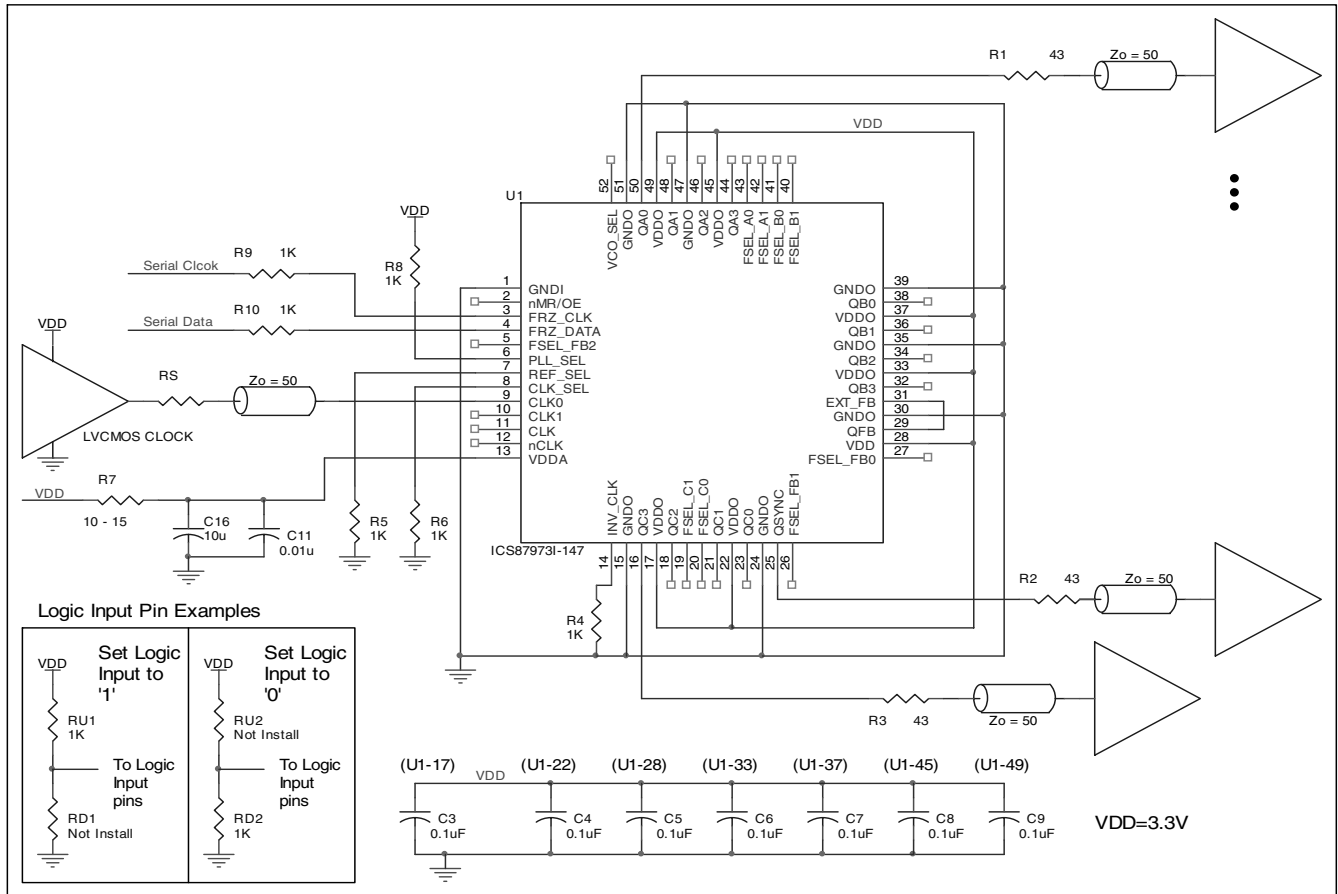 R1 43 Zo = 50
VDD
52 51 50 49 48 47 46 45 44 43 42 41 40
U1
VCO_SEL GNDO QA0 VDDO QA1 GNDO QA2 VDDO QA3 FSEL_A0 FSEL_A1 FSEL_B0 FSEL_B1
VDD
R8
1K
R9 1K
Serial Clcok
R10 1K
Serial Data
VDD
RS
Zo = 50
LVCMOS CLOCK
1 GNDI
2 nMR/OE
3 FRZ_CLK
4 FRZ_DATA
5 FSEL_FB2
6 PLL_SEL
7 REF_SEL
8 CLK_SEL
9 CLK0
10 CLK1
11 CLK
12 nCLK
13 VDDA
GNDO 39
QB0 38
VDDO 37
QB1 36
GNDO 35
QB2 34
VDDO 33
QB3 32
EXT_FB 31
GNDO 30
QFB 29
VDD 28
FSEL_FB0 27
VDD
R7
10 - 15
C16
10u
C11
0.01u
R5
1K
R6
1K
INV_CLK GNDO QC3 VDDO QC2 FSEL_C1 FSEL_C0 QC1 VDDO QC0 GNDO QSYNC FSEL_FB1
ICS87973I-147
14 15 16 17 18 19 20 21 22 23 24 25 26
R4
1K
R2 43 Zo = 50
R3 43 Zo = 50
Logic Input Pin Examples
VDD
Set Logic
Input to
'1'
RU1
1K
To Logic
Input
pins
RD1
Not Install
VDD
Set Logic
Input to
'0'
RU2
Not Install
To Logic
Input
pins
RD2
1K
(U1-17) (U1-22) (U1-28) (U1-33) (U1-37) (U1-45) (U1-49)
VDD
C3 C4 C5 C6 C7 C8 C9
0.1uF 0.1uF 0.1uF 0.1uF 0.1uF 0.1uF 0.1uF
VDD=3.3V